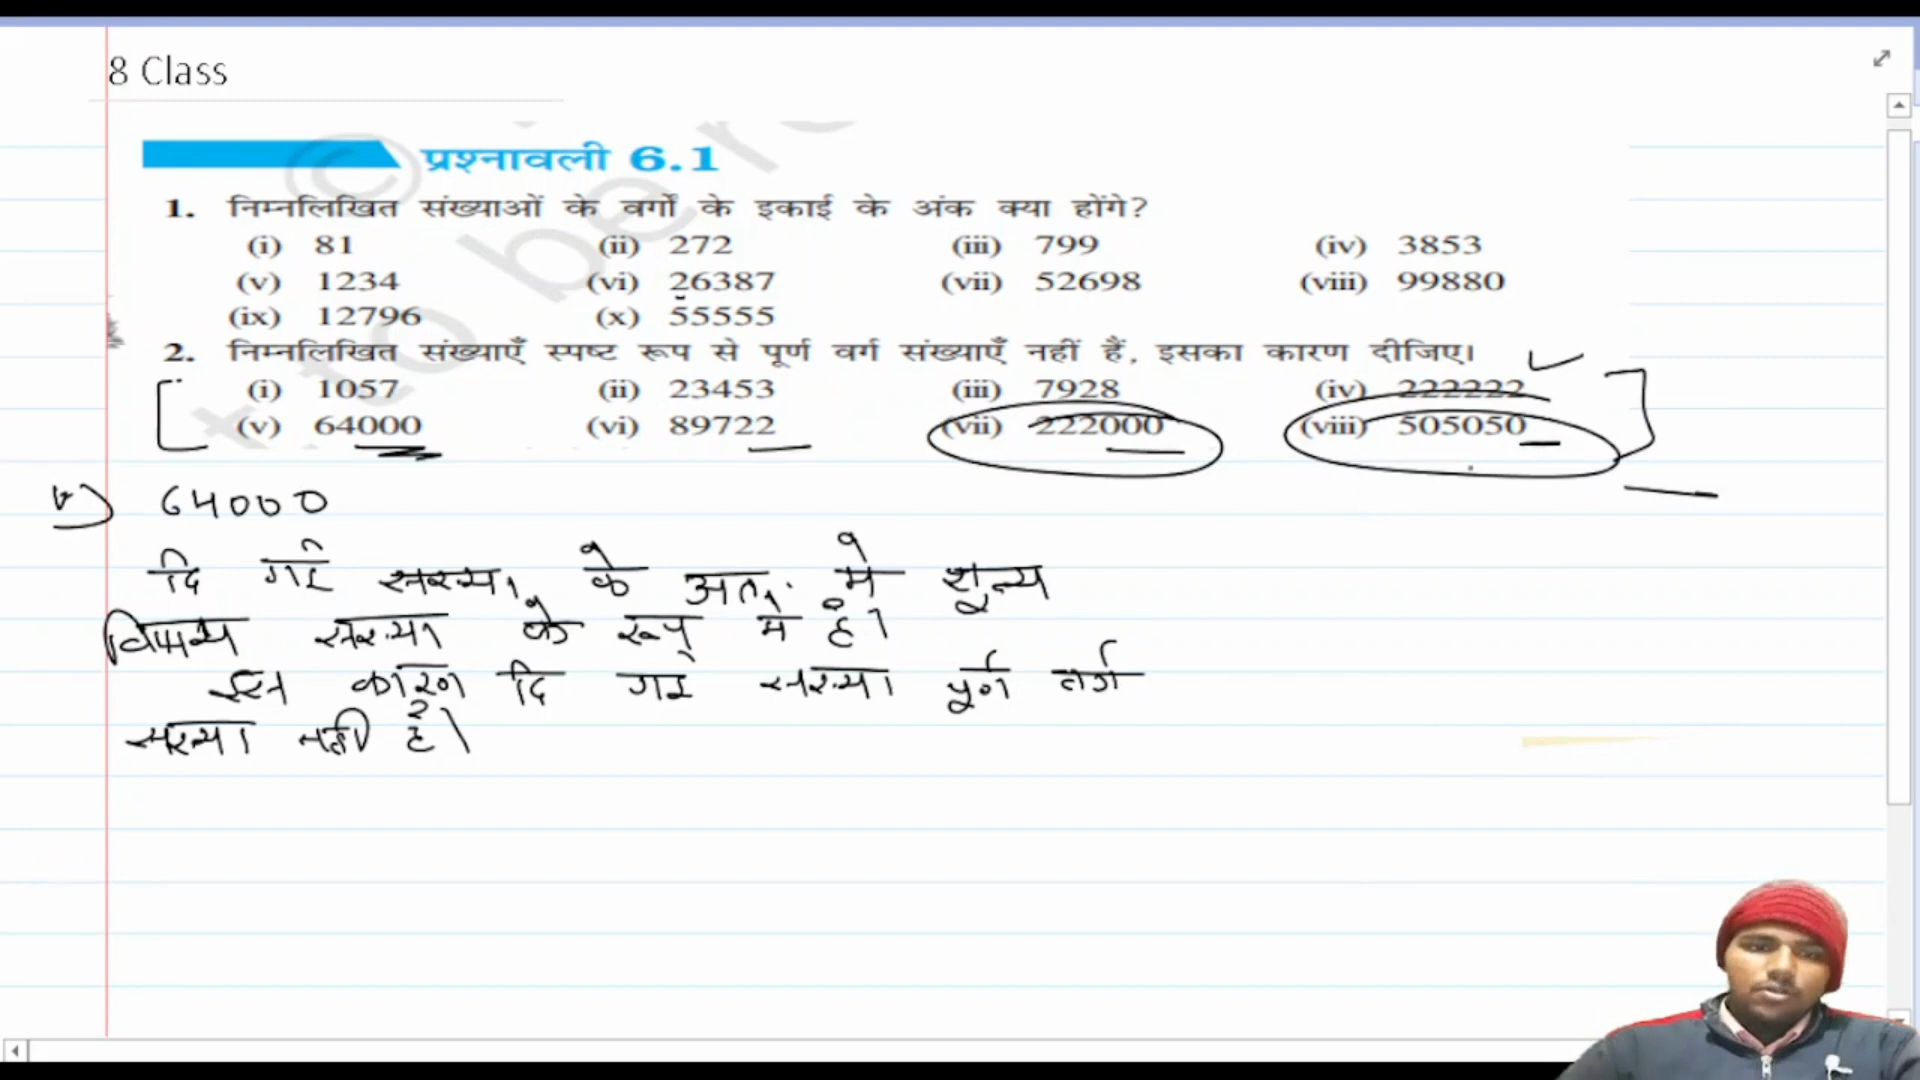 8 Class
प्रश्नावली 6.1
1. निम्नलिखित संख्याओं के वर्गों के इकाई के अंक क्या होंगे?
(i) 81 (ii) 272 (iii) 799 (iv) 3853
(v) 1234 (vi) 26387 (vii) 52698 (viii) 99880
(ix) 12796 (x) 55555
2. निम्नलिखित संख्याएँ स्पष्ट रूप से पूर्ण वर्ग संख्याएँ नहीं हैं, इसका कारण दीजिए।
(i) 1057 (ii) 23453 (iii) 7928 (iv) 222222
(v) 64000 (vi) 89722 (vii) 222000 (viii) 505050
v) 64000
दि गई संख्या के अंत में शून्य
विषम संख्या के रूप में है।
इस कारण दि गई संख्या पूर्ण वर्ग
संख्या नही है।